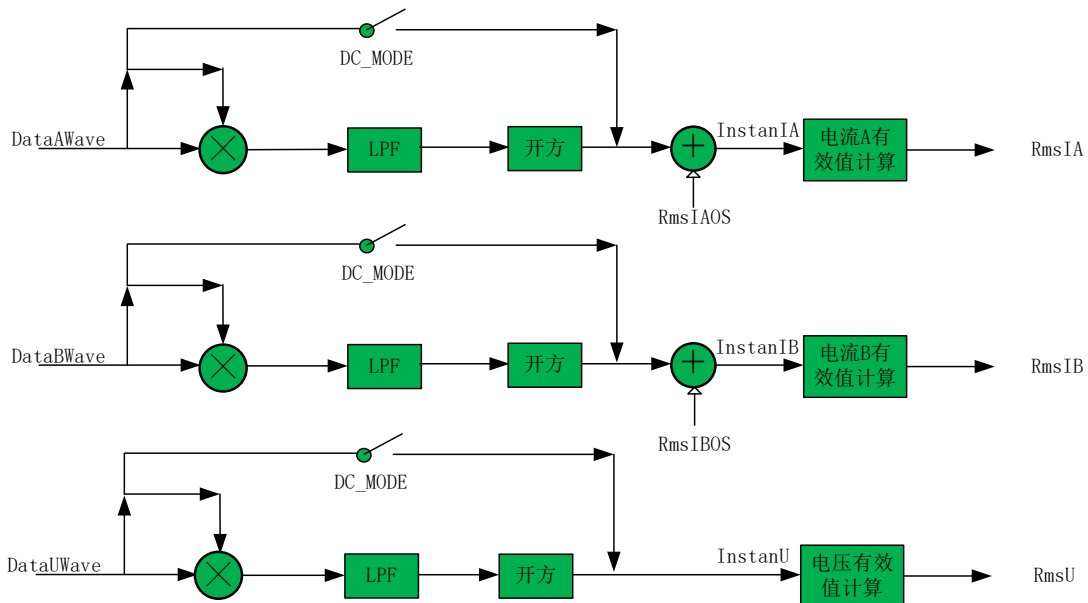 DC_MODE
DataAWave
LPF
开方
InstanIA
电流A有
效值计算
RmsIA
RmsIAOS
DC_MODE
DataBWave
LPF
开方
InstanIB
电流B有
效值计算
RmsIB
RmsIBOS
DC_MODE
DataUWave
LPF
开方
InstanU
电压有效
值计算
RmsU